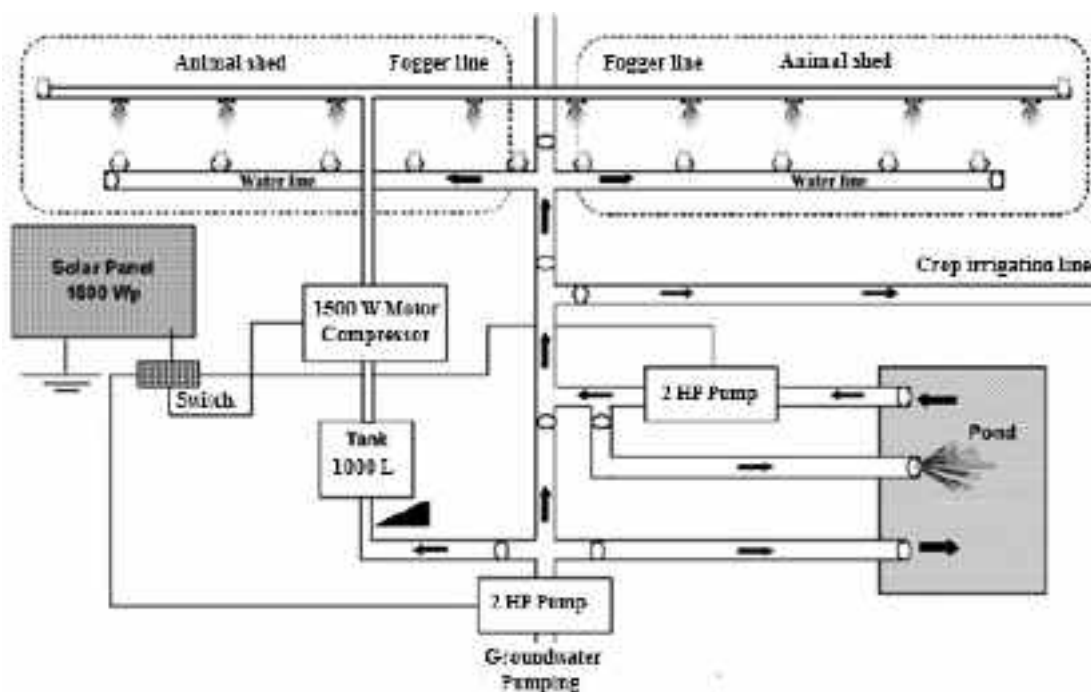 Animal shed
Fogger line
Fogger line
Animal shed
Water line
Water line
Solar Panel
1800 Wp
Crop irrigation line
1500 W Motor
Compressor
Switch
2 HP Pump
Tank
1000 L
Pond
2 HP Pump
Groundwater
Pumping